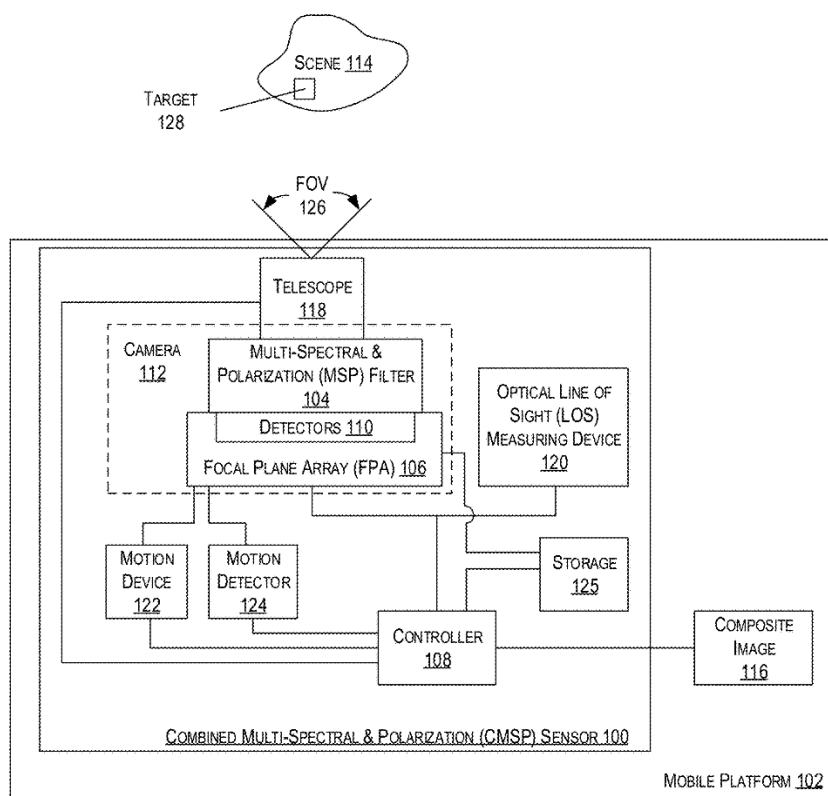 SCENE 114
TARGET
128
FOV
126
TELESCOPE
118
CAMERA
112
MULTI-SPECTRAL &
POLARIZATION (MSP) FILTER
104
DETECTORS 110
FOCAL PLANE ARRAY (FPA) 106
OPTICAL LINE OF
SIGHT (LOS)
MEASURING DEVICE
120
MOTION
DEVICE
122
MOTION
DETECTOR
124
STORAGE
125
CONTROLLER
108
COMPOSITE
IMAGE
116
COMBINED MULTI-SPECTRAL & POLARIZATION (CMSP) SENSOR 100
MOBILE PLATFORM 102